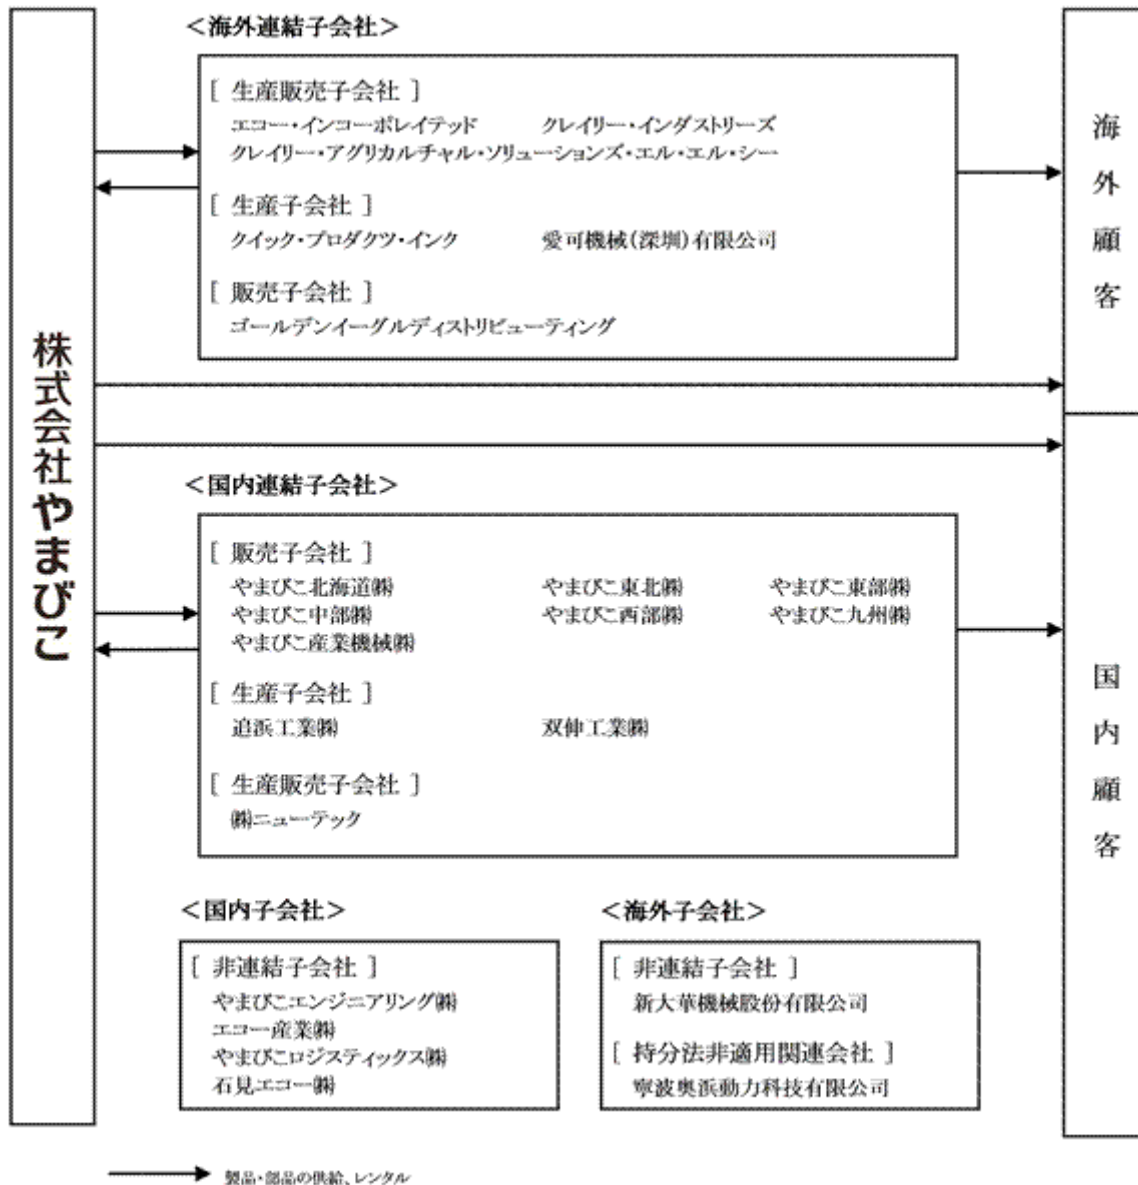 株式会社やまびこ
＜海外連結子会社＞
[ 生産販売子会社 ]
エコー・インコーポレイテッド　クレイリー・インダストリーズ
クレイリー・アグリカルチャル・ソリューションズ・エル・エル・シー
[ 生産子会社 ]
クイック・プロダクツ・インク　愛可機械(深圳)有限公司
[ 販売子会社 ]
ゴールデンイーグルディストリビューティング
＜国内連結子会社＞
[ 販売子会社 ]
やまびこ北海道㈱　やまびこ東北㈱　やまびこ東部㈱
やまびこ中部㈱　やまびこ西部㈱　やまびこ九州㈱
やまびこ産業機械㈱
[ 生産子会社 ]
追浜工業㈱　双伸工業㈱
[ 生産販売子会社 ]
㈱ニューテック
＜国内子会社＞
[ 非連結子会社 ]
やまびこエンジニアリング㈱
エコー産業㈱
やまびこロジスティックス㈱
石見エコー㈱
＜海外子会社＞
[ 非連結子会社 ]
新大華機械股份有限公司
[ 持分法非適用関連会社 ]
寧波奥浜動力科技有限公司
海外顧客
国内顧客
製品・部品の供給、レンタル